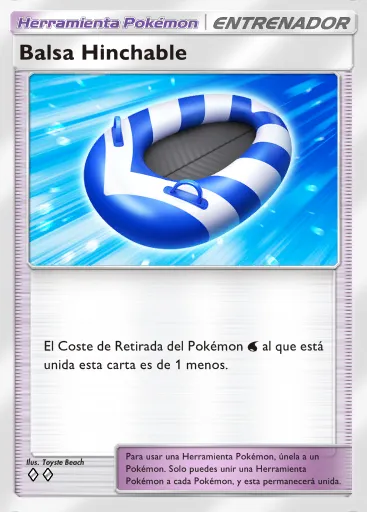 Herramienta Pokémon ENTRENADOR
Balsa Hinchable
El Coste de Retirada del Pokémon al que está
unida esta carta es de 1 menos.
Ilus. Toyste Beach
Para usar una Herramienta Pokémon, únela a un
Pokémon. Solo puedes unir una Herramienta
Pokémon a cada Pokémon, y esta permanecerá unida.